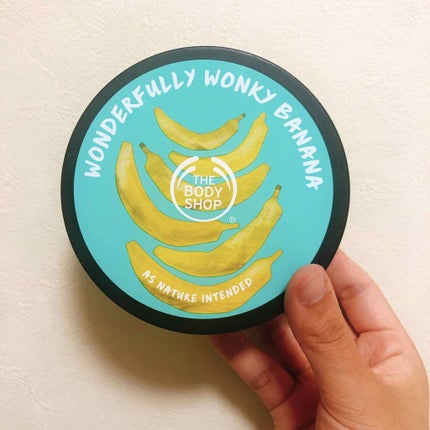 WONDERFULLY WONKY BANANA
THE
BODY
SHOP
®
AS NATURE INTENDED